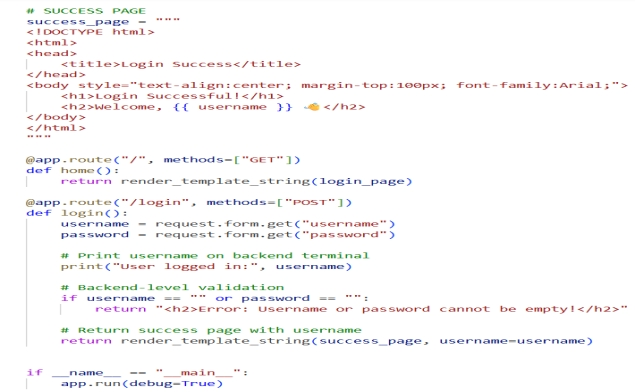 # SUCCESS PAGE
success_page = """
<!DOCTYPE html>
<html>
<head>
    <title>Login Success</title>
</head>
<body style="text-align:center; margin-top:100px; font-family:Arial;">
    <h1>Login Successful!</h1>
    <h2>Welcome, {{ username }} 👋</h2>
</body>
</html>
"""

@app.route("/", methods=["GET"])
def home():
    return render_template_string(login_page)

@app.route("/login", methods=["POST"])
def login():
    username = request.form.get("username")
    password = request.form.get("password")

    # Print username on backend terminal
    print("User logged in:", username)

    # Backend-level validation
    if username == "" or password == "":
        return "<h2>Error: Username or password cannot be empty!</h2>"

    # Return success page with username
    return render_template_string(success_page, username=username)


if __name__ == "__main__":
    app.run(debug=True)